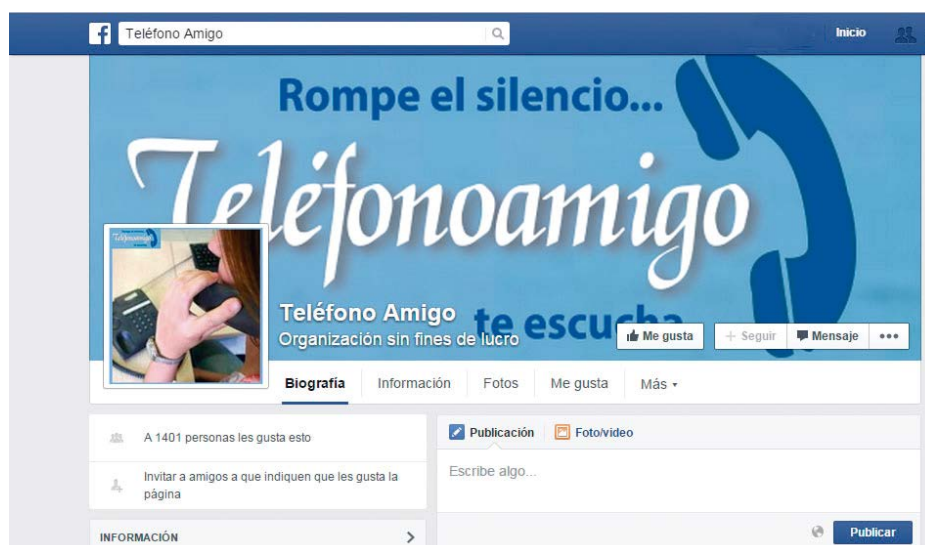 f Teléfono Amigo
Inicio
Rompe el silencio...
Teléfonoamigo
Teléfonoamigo
Teléfono Amigo
te escucha
Organización sin fines de lucro
Me gusta
+ Seguir
Mensaje
Biografía Información Fotos Me gusta Más
A 1401 personas les gusta esto
Invitar a amigos a que indiquen que les gusta la
página
INFORMACIÓN
Publicación Foto/video
Escribe algo...
Publicar